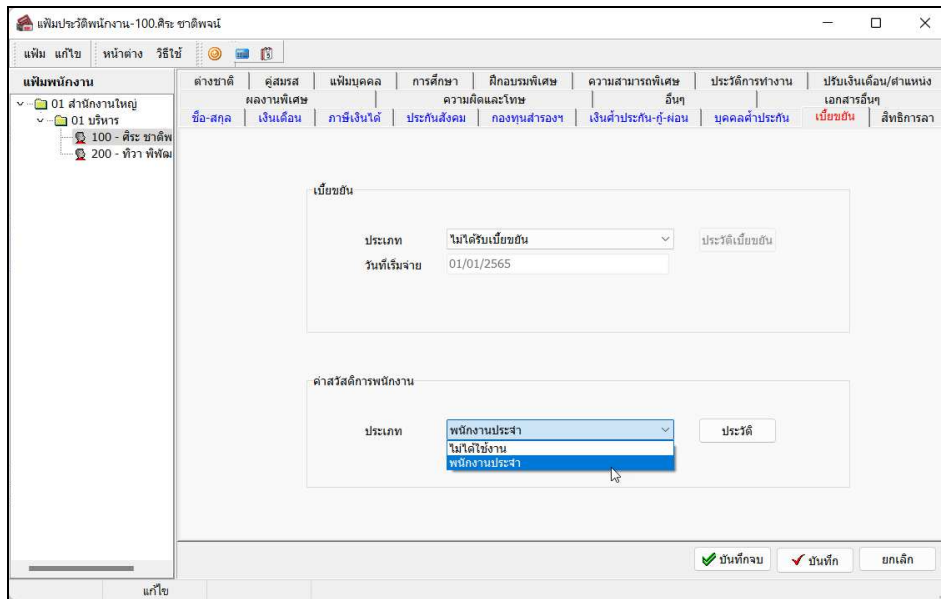 แฟ้มประวัติพนักงาน-100.ศิระ ชาติพจน์
แฟ้ม แก้ไข หน้าต่าง วิธีใช้
แฟ้มพนักงาน
01 สำนักงานใหญ่
01 บริหาร
100 - ศิระ ชาติพ
200 - ทิวา พิพัฒ
ต่างชาติ คู่สมรส แฟ้มบุคคล การศึกษา ฝึกอบรมพิเศษ ความสามารถพิเศษ ประวัติการทำงาน ปรับเงินเดือน/ตำแหน่ง
ผลงานพิเศษ ความผิดและโทษ อื่นๆ เอกสารอื่นๆ
ชื่อ-สกุล เงินเดือน ภาษีเงินได้ ประกันสังคม กองทุนสำรองฯ เงินค้ำประกัน-กู้-ผ่อน บุคคลค้ำประกัน เบี้ยขยัน สิทธิการลา
เบี้ยขยัน
ประเภท ไม่ได้รับเบี้ยขยัน ประวัติเบี้ยขยัน
วันที่เริ่มจ่าย 01/01/2565
ค่าสวัสดิการพนักงาน
ประเภท พนักงานประจำ ประวัติ
ไม่ได้ใช้งาน
พนักงานประจำ
บันทึกจบ บันทึก ยกเลิก
แก้ไข